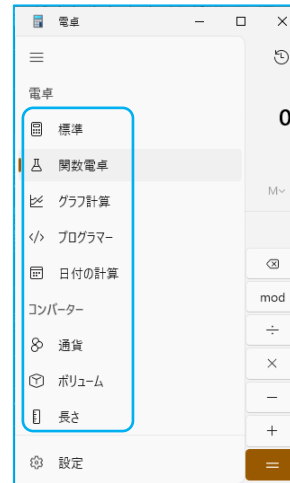 電卓
電卓
0
標準
関数電卓
M
グラフ計算
プログラマー
日付の計算
mod
コンバーター
÷
通貨
×
ボリューム
−
長さ
+
設定
=